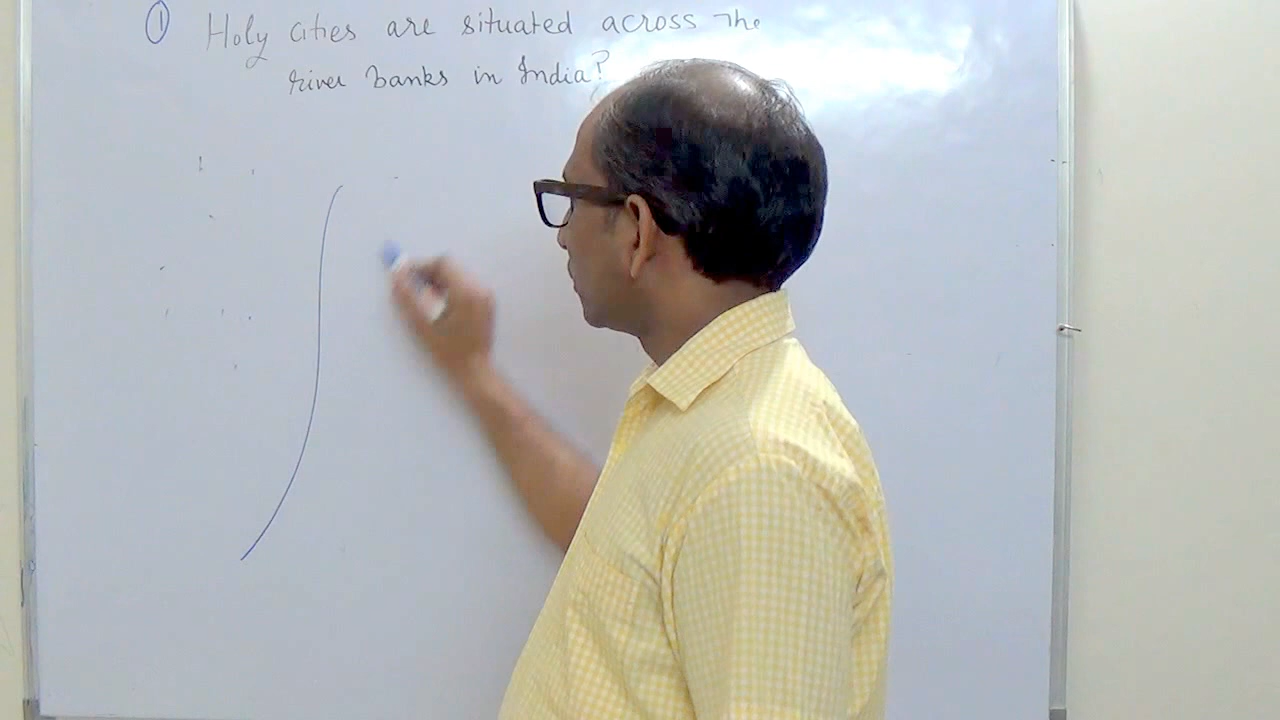 ① Holy cities are situated across the
river banks in India?